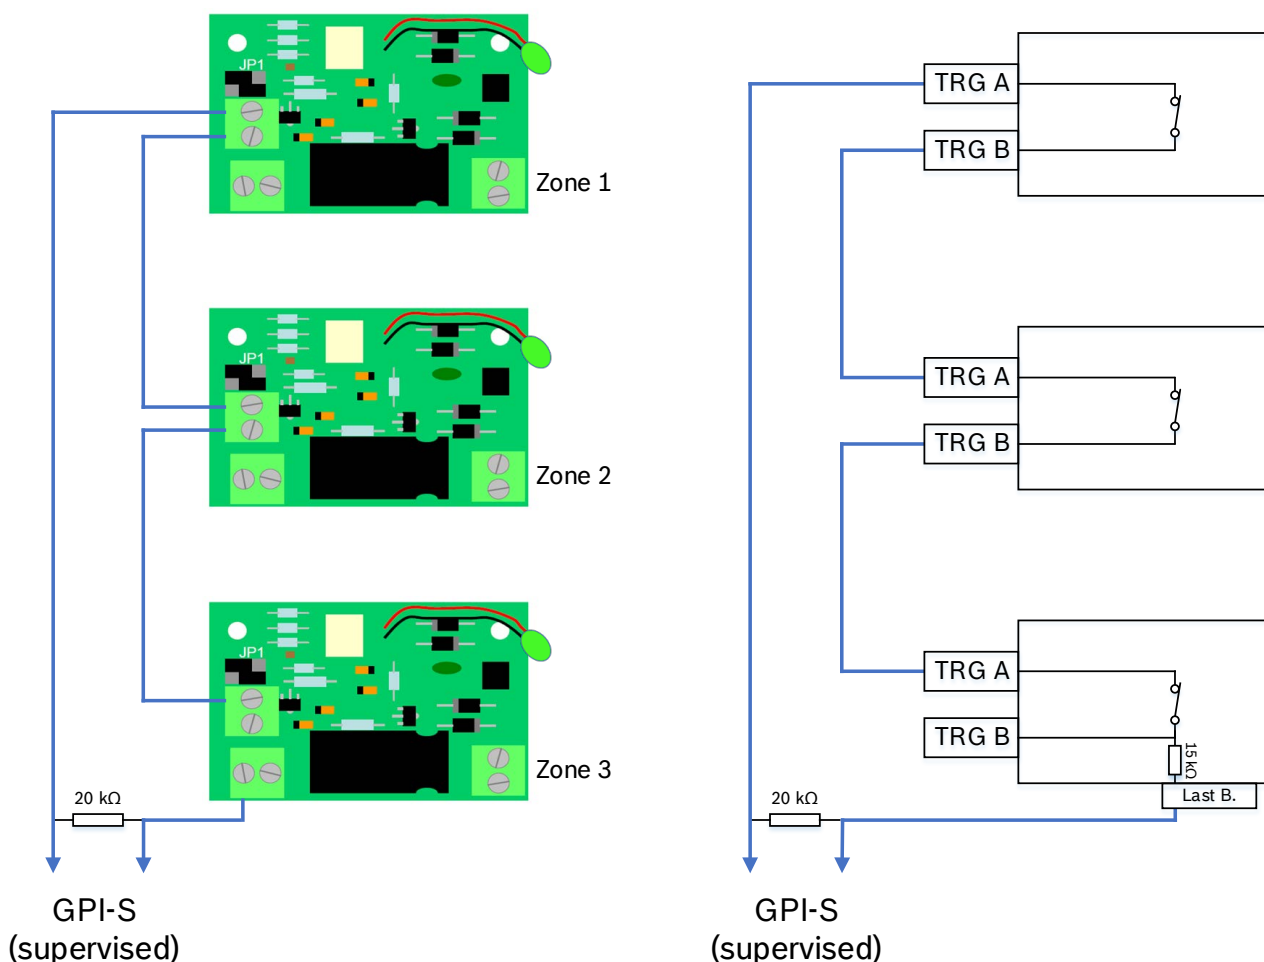 JP1
Zone 1
JP1
Zone 2
JP1
Zone 3
20 kΩ
GPI-S
(supervised)
TRG A
TRG B
TRG A
TRG B
TRG A
TRG B
15 kΩ
Last B.
20 kΩ
GPI-S
(supervised)